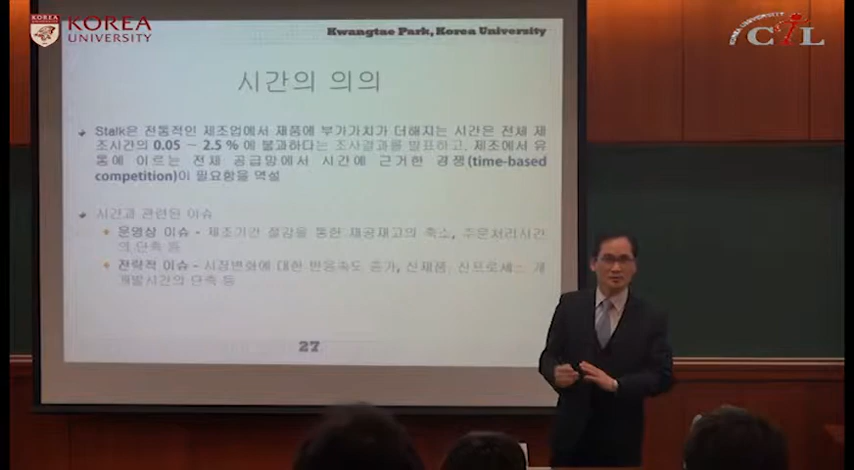 KOREA
UNIVERSITY
Kwangtae Park, Korea University
시간의 의의
Stalk은 전통적인 제조업에서 제품에 부가가치가 더해지는 시간은 전체 제
조시간의 0.05 ~ 2.5 % 에 불과하다는 조사결과를 발표하고, 제조에서 유
통에 이르는 전체 공급망에서 시간에 근거한 경쟁(time-based
competition)이 필요함을 역설
시간과 관련된 이슈
운영상 이슈 - 제조기간 절감을 통한 재공재고의 축소, 주문처리시간
의 단축 등
전략적 이슈 - 시장변화에 대한 반응속도 증가, 신제품, 신프로세스 개
개발시간의 단축 등
27
KOREA UNIVERSITY
CTL